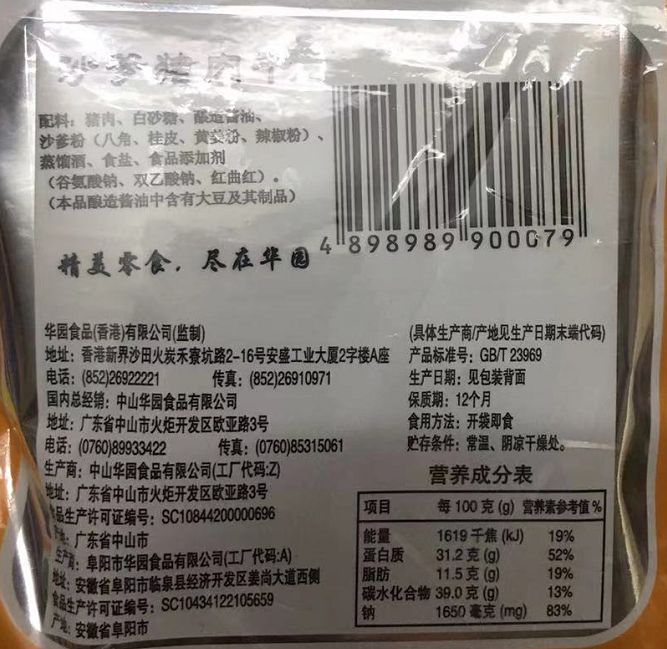 沙爹猪肉干
配料：猪肉、白砂糖、酿造酱油、
沙爹粉（八角、桂皮、黄姜粉、辣椒粉）、
蒸馏酒、食盐、食品添加剂
（谷氨酸钠、双乙酸钠、红曲红）。
（本品酿造酱油中含有大豆及其制品）
4 898989 900079
精美零食，尽在华园
华园食品(香港)有限公司(监制)
地址：香港新界沙田火炭禾寮坑路2-16号安盛工业大厦2字楼A座
电话：(852)26922221 传真：(852)26910971
国内总经销：中山华园食品有限公司
地址：广东省中山市火炬开发区欧亚路3号
电话：(0760)89933422 传真：(0760)85315061
生产商：中山华园食品有限公司(工厂代码:Z)
地址：广东省中山市火炬开发区欧亚路3号
食品生产许可证编号：SC10844200000696
产地：广东省中山市
生产商：阜阳市华园食品有限公司(工厂代码:A)
地址：安徽省阜阳市临泉县经济开发区姜尚大道西侧
食品生产许可证编号：SC10434122105659
产地：安徽省阜阳市
(具体生产商/产地见生产日期末端代码)
产品标准号：GB/T 23969
生产日期：见包装背面
保质期：12个月
食用方法：开袋即食
贮存条件：常温、阴凉干燥处。
营养成分表
项目 每100克(g) 营养素参考值%
能量 1619千焦(kJ) 19%
蛋白质 31.2克(g) 52%
脂肪 11.5克(g) 19%
碳水化合物 39.0克(g) 13%
钠 1650毫克(mg) 83%